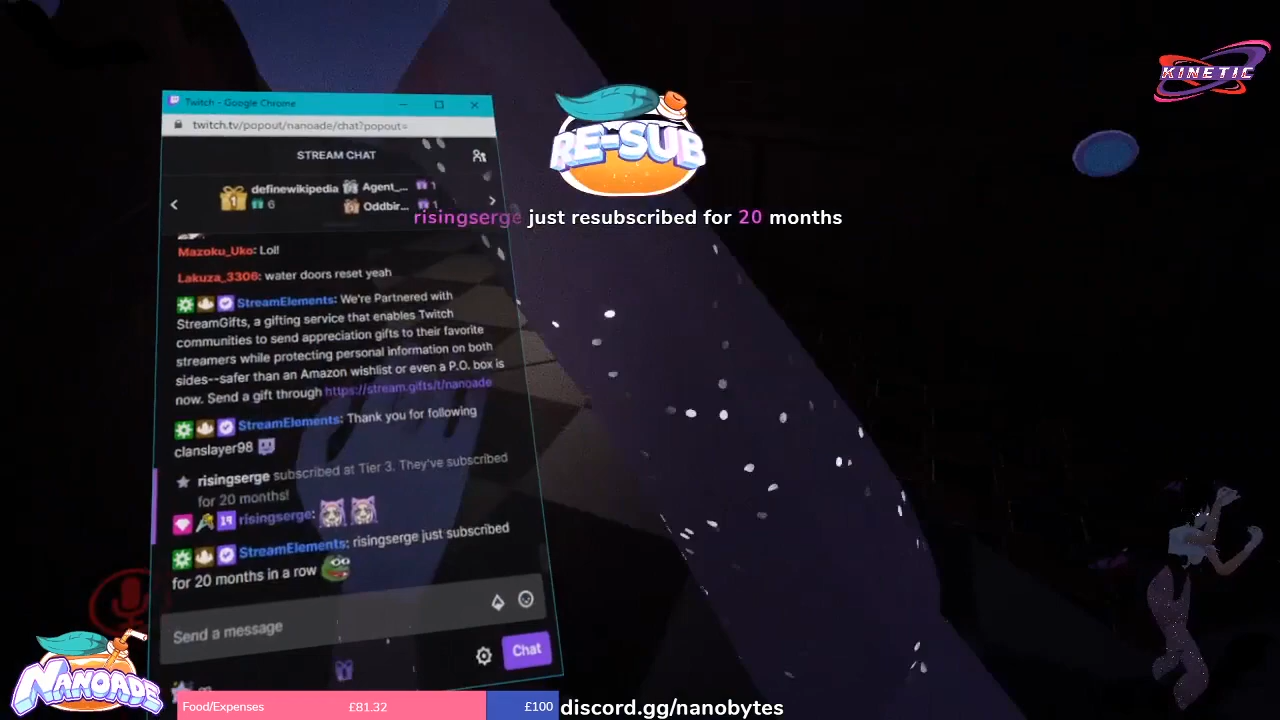 KINETIC
Twitch - Google Chrome
twitch.tv/popout/nanoade/chat?popout=
STREAM CHAT
1 definewikipedia 6
Agent_... 1
Oddbir... 1
RE-SUB
risingserge just resubscribed for 20 months
Mazoku_Uko: Lol!
Lakuza_3306: water doors reset yeah
StreamElements: We're Partnered with
StreamGifts, a gifting service that enables Twitch
communities to send appreciation gifts to their favorite
streamers while protecting personal information on both
sides--safer than an Amazon wishlist or even a P.O. box is
now. Send a gift through https://stream.gifts/t/nanoade
StreamElements: Thank you for following
clanslayer98
risingserge subscribed at Tier 3. They've subscribed
for 20 months!
risingserge:
StreamElements: risingserge just subscribed
for 20 months in a row
Send a message
Chat
NANOADE
Food/Expenses £81.32 £100
discord.gg/nanobytes